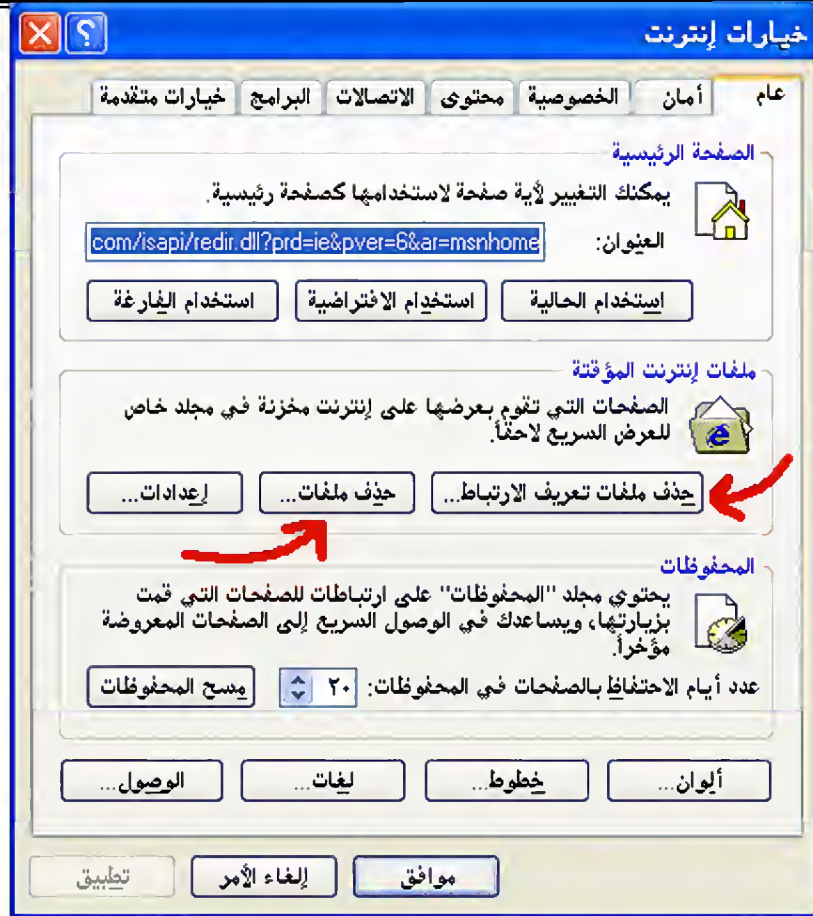 خيارات إنترنت
عام أمان الخصوصية محتوى الاتصالات البرامج خيارات متقدمة
الصفحة الرئيسية
يمكنك التغيير لأية صفحة لاستخدامها كصفحة رئيسية.
العنوان: com/isapi/redir.dll?prd=ie&pver=6&ar=msnhome
استخدام الحالية استخدام الافتراضية استخدام الفارغة
ملفات إنترنت المؤقتة
الصفحات التي تقوم بعرضها على إنترنت مخزنة في مجلد خاص
للعرض السريع لاحقاً.
حذف ملفات تعريف الارتباط... حذف ملفات... إعدادات...
المحفوظات
يحتوي مجلد "المحفوظات" على ارتباطات للصفحات التي قمت
بزيارتها، ويساعدك في الوصول السريع إلى الصفحات المعروضة
مؤخراً.
عدد أيام الاحتفاظ بالصفحات في المحفوظات: ٢٠ مسح المحفوظات
ألوان... خطوط... لغات... الوصول...
موافق إلغاء الأمر تطبيق